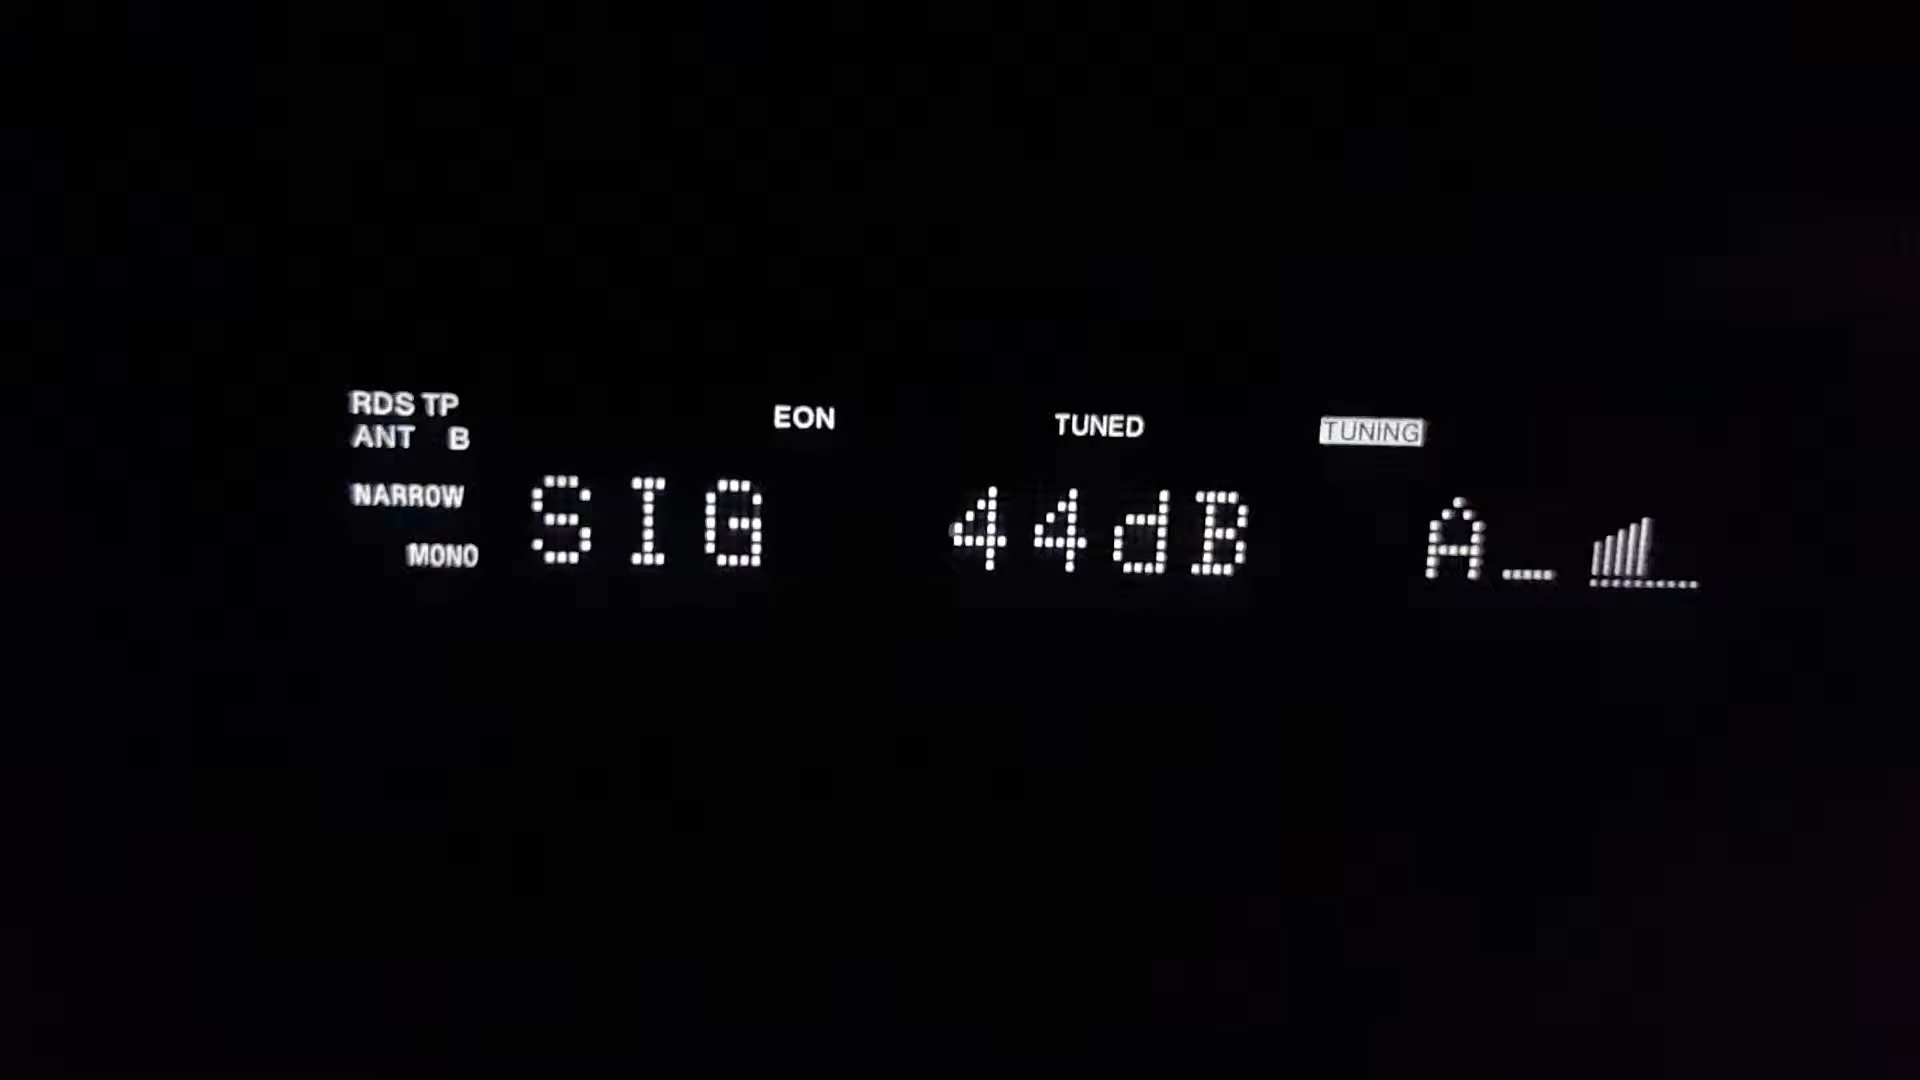 RDS TP EON TUNED TUNING
ANT B
NARROW
SIG 44dB A_
MONO